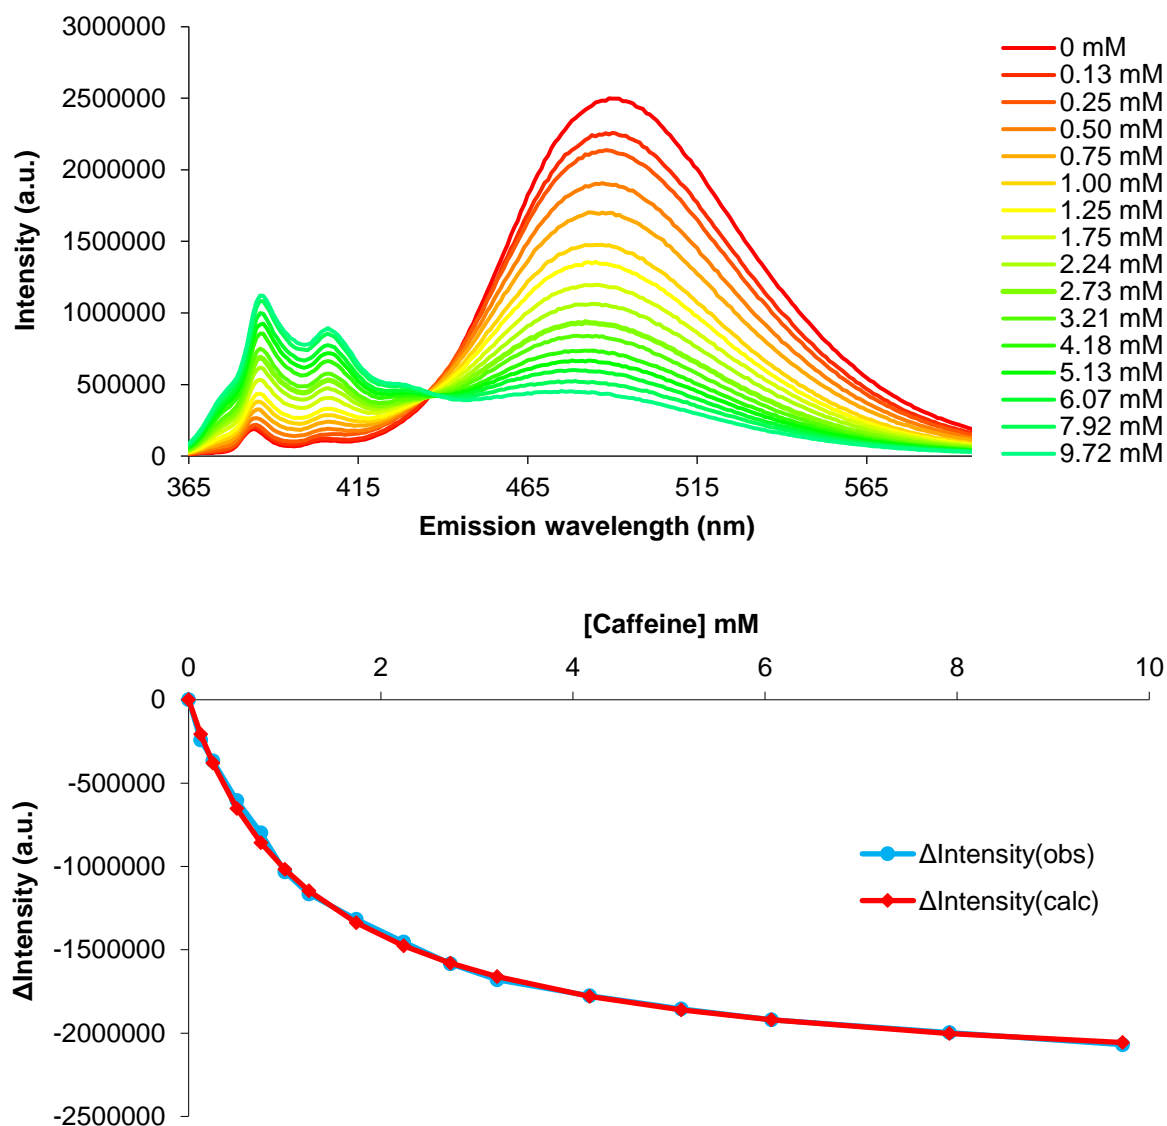 3000000
2500000
2000000
1500000
1000000
500000
0
Intensity (a.u.)
365 415 465 515 565
Emission wavelength (nm)
0 mM
0.13 mM
0.25 mM
0.50 mM
0.75 mM
1.00 mM
1.25 mM
1.75 mM
2.24 mM
2.73 mM
3.21 mM
4.18 mM
5.13 mM
6.07 mM
7.92 mM
9.72 mM
[Caffeine] mM
0 2 4 6 8 10
0
-500000
-1000000
-1500000
-2000000
-2500000
ΔIntensity (a.u.)
ΔIntensity(obs)
ΔIntensity(calc)